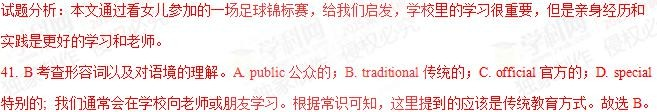 试题分析：本文通过看女儿参加的一场足球锦标赛，给我们启发，学校里的学习很重要，但是亲身经历和
实践是更好的学习和老师。
41. B 考查形容词以及对语境的理解。A. public 公众的；B. traditional 传统的；C. official 官方的；D. special
特别的; 我们通常会在学校向老师或朋友学习。根据常识可知，这里提到的应该是传统教育方式。故选 B。